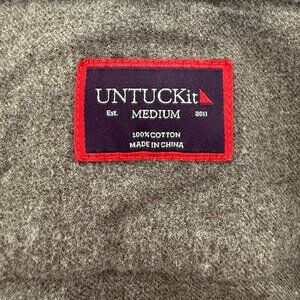 UNTUCKit
Est. MEDIUM 2011
100% COTTON
MADE IN CHINA